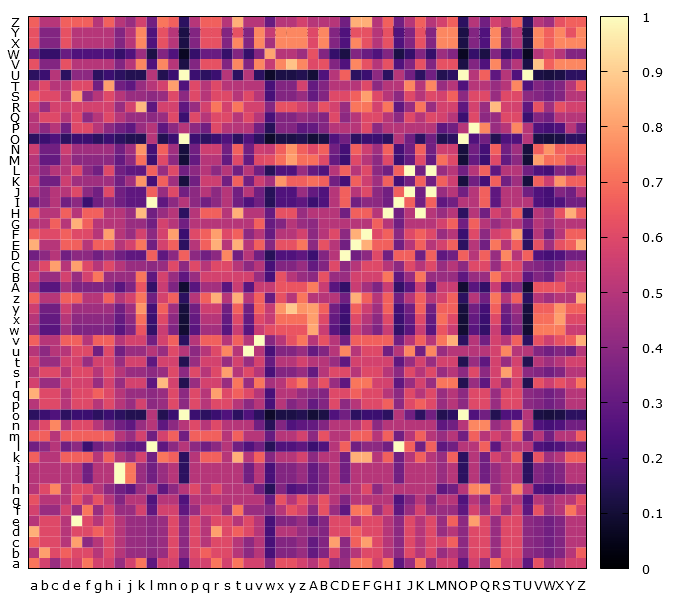 Z
Y
X
W
V
U
T
S
R
Q
P
O
N
M
L
K
J
I
H
G
F
E
D
C
B
A
z
y
x
w
v
u
t
s
r
q
p
o
n
m
l
k
j
i
h
g
f
e
d
c
b
a
a b c d e f g h i j k l m n o p q r s t u v w x y z A B C D E F G H I J K L M N O P Q R S T U V W X Y Z
1
0.9
0.8
0.7
0.6
0.5
0.4
0.3
0.2
0.1
0